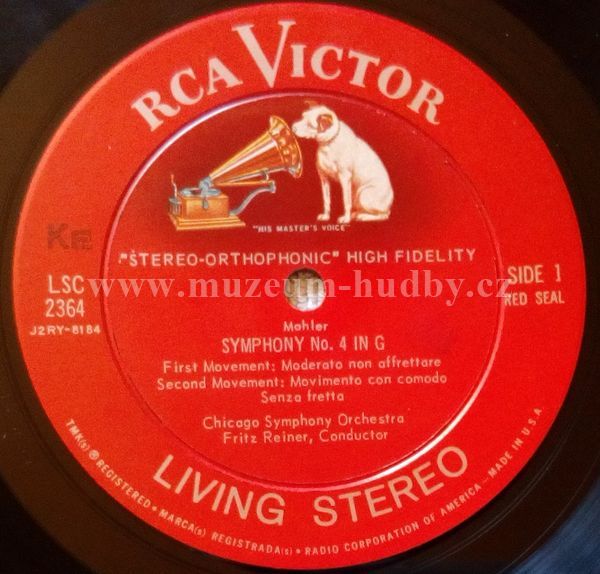 RCA VICTOR
"HIS MASTER'S VOICE"
"STEREO-ORTHOPHONIC" HIGH FIDELITY
KE
LSC
2364
J2RY-8184
SIDE 1
RED SEAL
www.muzeum-hudby.cz
Mahler
SYMPHONY No. 4 IN G
First Movement: Moderato non affrettare
Second Movement: Movimento con comodo
Senza fretta
Chicago Symphony Orchestra
Fritz Reiner, Conductor
LIVING STEREO
TMK(s) ® REGISTERED • MARCA(s) REGISTRADA(s) • RADIO CORPORATION OF AMERICA — MADE IN U.S.A.